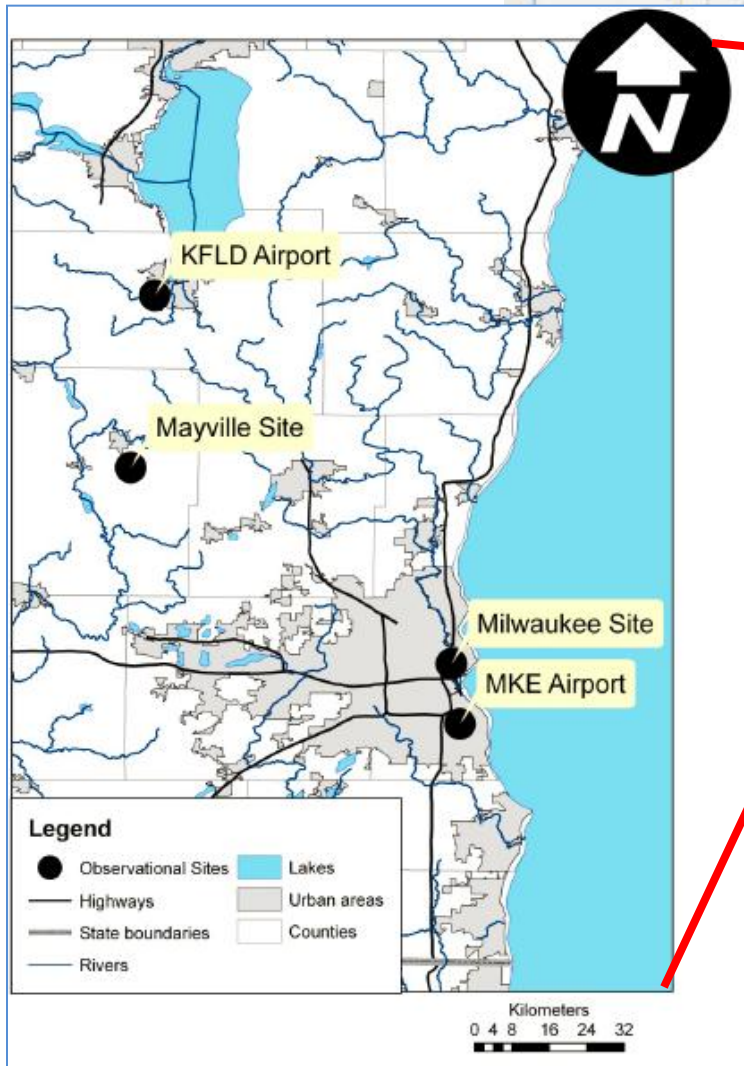 N
KFLD Airport
Mayville Site
Milwaukee Site
MKE Airport
Legend
Observational Sites
Highways
State boundaries
Rivers
Lakes
Urban areas
Counties
Kilometers
0 4 8 16 24 32